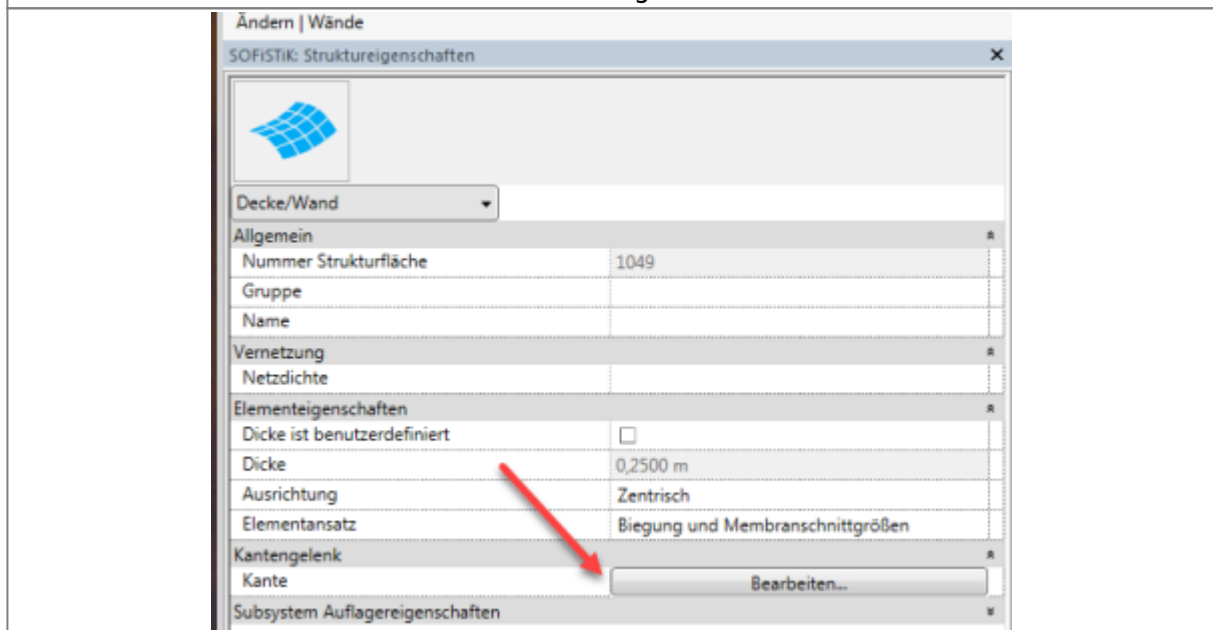 Ändern | Wände
SOFiSTiK: Struktureigenschaften
Decke/Wand
Allgemein
Nummer Strukturfläche 1049
Gruppe
Name
Vernetzung
Netzdichte
Elementeigenschaften
Dicke ist benutzerdefiniert
Dicke 0,2500 m
Ausrichtung Zentrisch
Elementansatz Biegung und Membranschnittgrößen
Kantengelenk
Kante Bearbeiten...
Subsystem Auflagereigenschaften